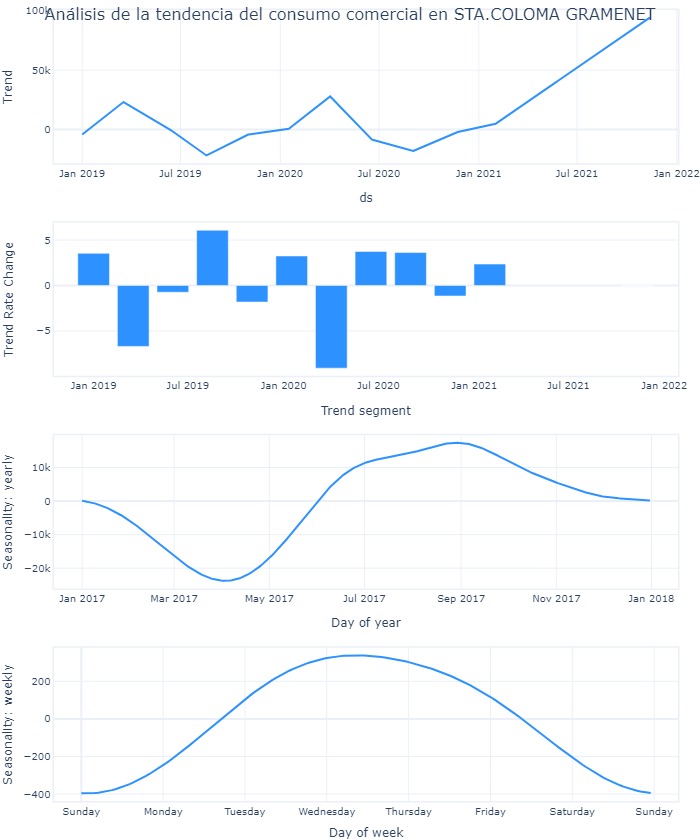 Análisis de la tendencia del consumo comercial en STA.COLOMA GRAMENET
100k
50k
0
Trend
Jan 2019 Jul 2019 Jan 2020 Jul 2020 Jan 2021 Jul 2021 Jan 2022
ds
5
0
−5
Trend Rate Change
Jan 2019 Jul 2019 Jan 2020 Jul 2020 Jan 2021 Jul 2021 Jan 2022
Trend segment
10k
0
−10k
−20k
Seasonality: yearly
Jan 2017 Mar 2017 May 2017 Jul 2017 Sep 2017 Nov 2017 Jan 2018
Day of year
200
0
−200
−400
Seasonality: weekly
Sunday Monday Tuesday Wednesday Thursday Friday Saturday Sunday
Day of week